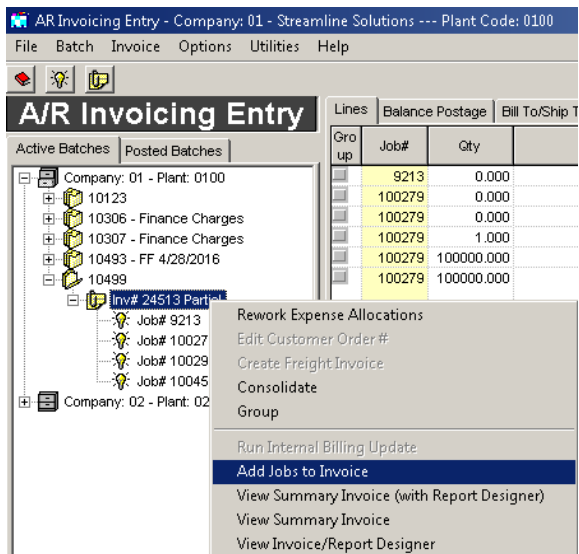 AR Invoicing Entry - Company: 01 - Streamline Solutions --- Plant Code: 0100
File Batch Invoice Options Utilities Help
A/R Invoicing Entry
Active Batches Posted Batches
Company: 01 - Plant: 0100
10123
10306 - Finance Charges
10307 - Finance Charges
10493 - FF 4/28/2016
10499
Inv# 24513 Partial
Job# 9213
Job# 10027
Job# 10029
Job# 10045
Company: 02 - Plant: 02
Lines Balance Postage Bill To/Ship T
Group Job# Qty
9213 0.000
100279 0.000
100279 0.000
100279 1.000
100279 100000.000
100279 100000.000
Rework Expense Allocations
Edit Customer Order #
Create Freight Invoice
Consolidate
Group
Run Internal Billing Update
Add Jobs to Invoice
View Summary Invoice (with Report Designer)
View Summary Invoice
View Invoice/Report Designer